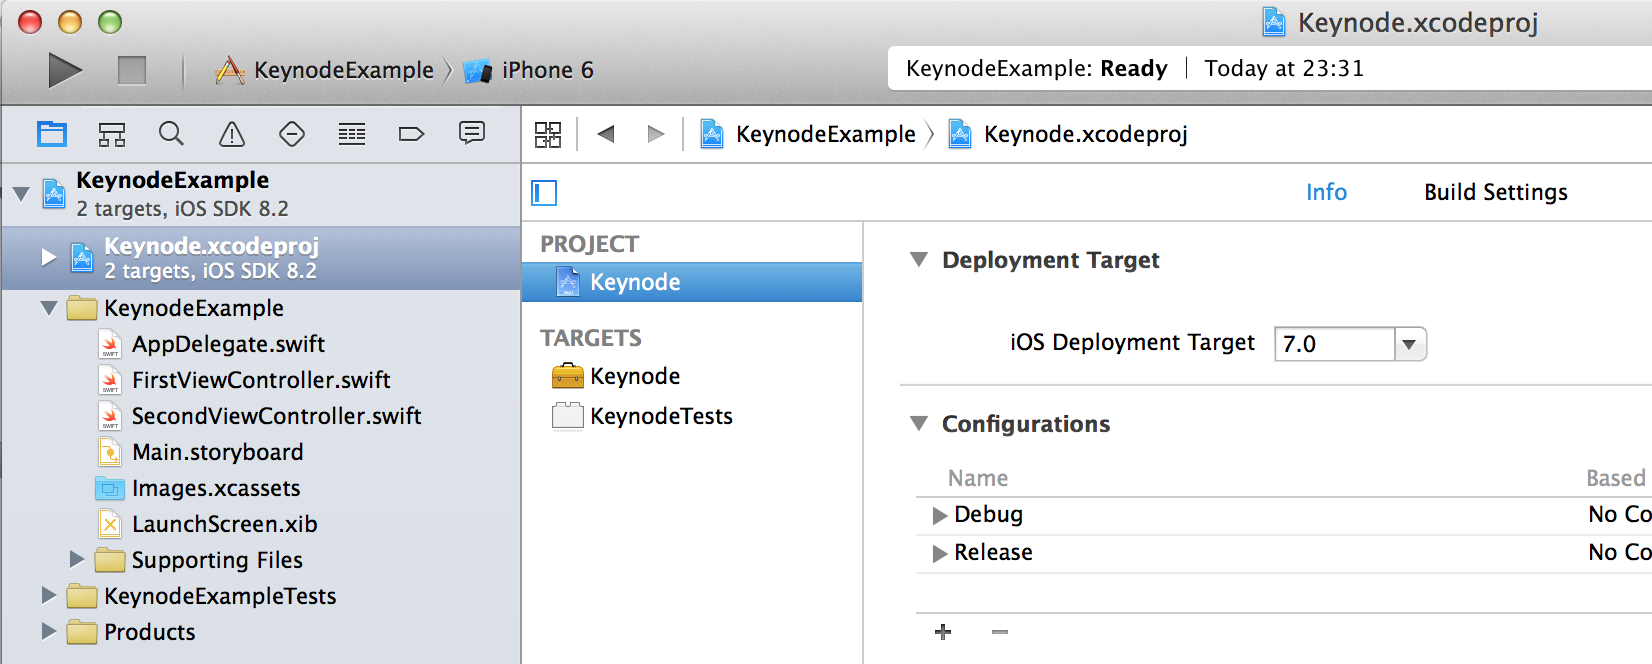 Keynode.xcodeproj
KeynodeExample iPhone 6
KeynodeExample: Ready Today at 23:31
KeynodeExample
2 targets, iOS SDK 8.2
Keynode.xcodeproj
2 targets, iOS SDK 8.2
KeynodeExample
AppDelegate.swift
FirstViewController.swift
SecondViewController.swift
Main.storyboard
Images.xcassets
LaunchScreen.xib
Supporting Files
KeynodeExampleTests
Products
KeynodeExample Keynode.xcodeproj
Info Build Settings
PROJECT
Keynode
TARGETS
Keynode
KeynodeTests
Deployment Target
iOS Deployment Target 7.0
Configurations
Name Based
Debug No Co
Release No Co